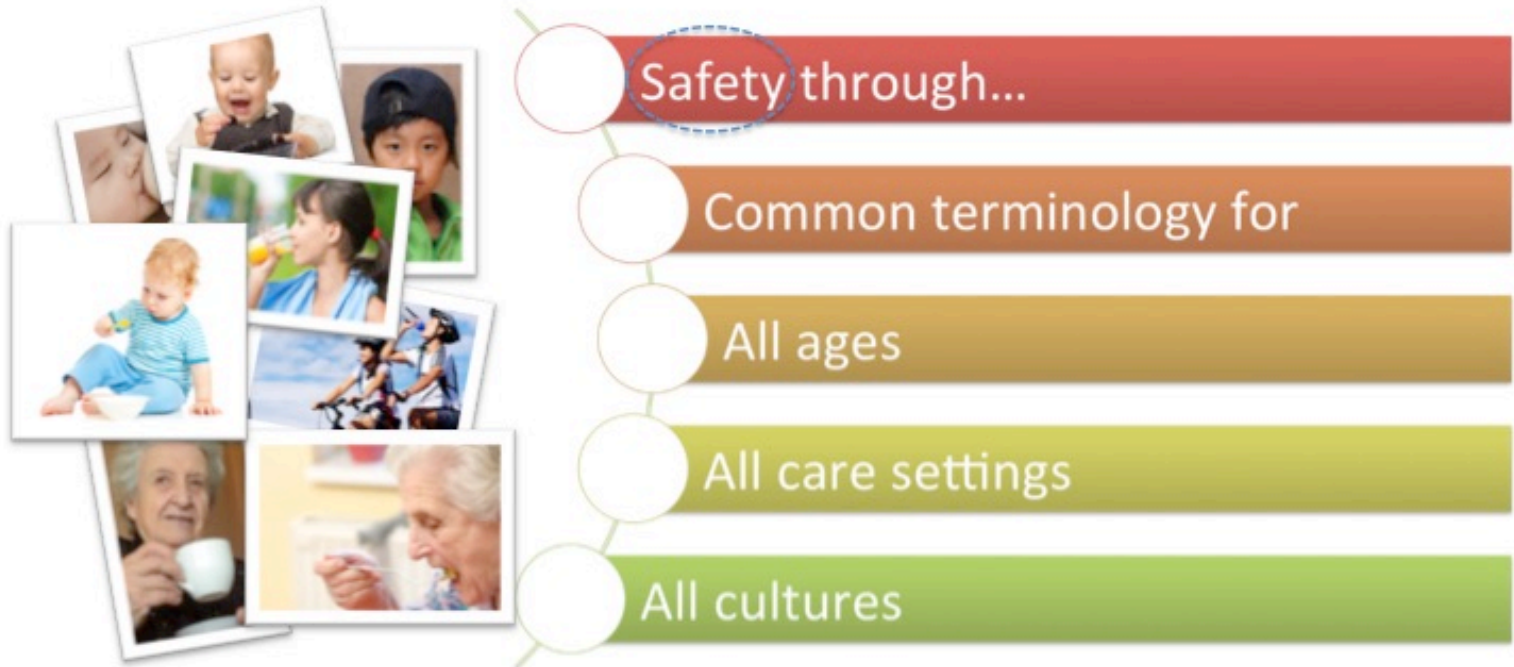 Safety through...
Common terminology for
All ages
All care settings
All cultures